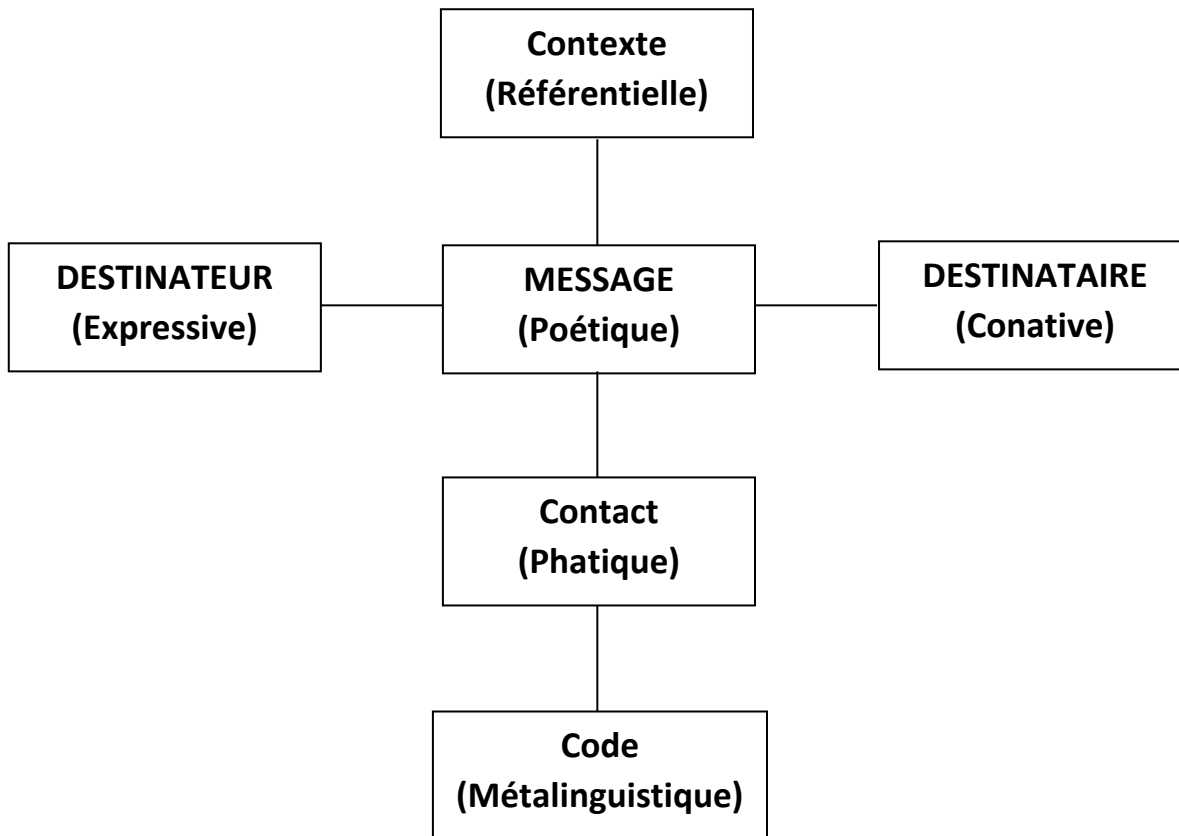 Contexte
(Référentielle)
DESTINATEUR
(Expressive)
MESSAGE
(Poétique)
DESTINATAIRE
(Conative)
Contact
(Phatique)
Code
(Métalinguistique)